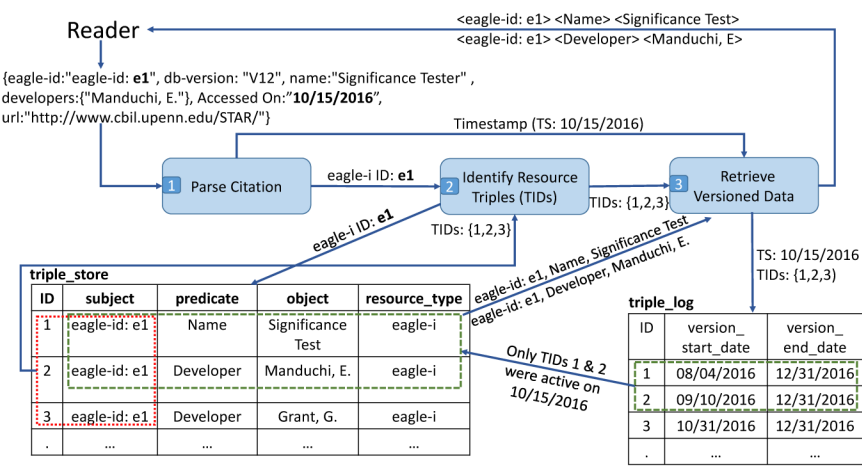 <eagle-id: e1> <Name> <Significance Test>
<eagle-id: e1> <Developer> <Manduchi, E.>
Reader
{eagle-id:"eagle-id: e1", db-version: "V12", name:"Significance Tester" ,
developers:{"Manduchi, E."}, Accessed On:”10/15/2016”,
url:"http://www.cbil.upenn.edu/STAR/"}
Timestamp (TS: 10/15/2016)
1 Parse Citation
eagle-i ID: e1
2 Identify Resource
Triples (TIDs)
TIDs: {1,2,3}
3 Retrieve
Versioned Data
eagle-i ID: e1
TIDs: {1,2,3}
eagle-id: e1, Name, Significance Test
eagle-id: e1, Developer, Manduchi, E.
TS: 10/15/2016
TIDs: {1,2,3}
triple_store
ID subject predicate object resource_type
1 eagle-id: e1 Name Significance eagle-i
Test
2 eagle-id: e1 Developer Manduchi, E. eagle-i
3 eagle-id: e1 Developer Grant, G. eagle-i
. ... ... ... ...
Only TIDs 1 & 2
were active on
10/15/2016
triple_log
ID version_ version_
start_date end_date
1 08/04/2016 12/31/2016
2 09/10/2016 12/31/2016
3 10/31/2016 12/31/2016
. ... ...